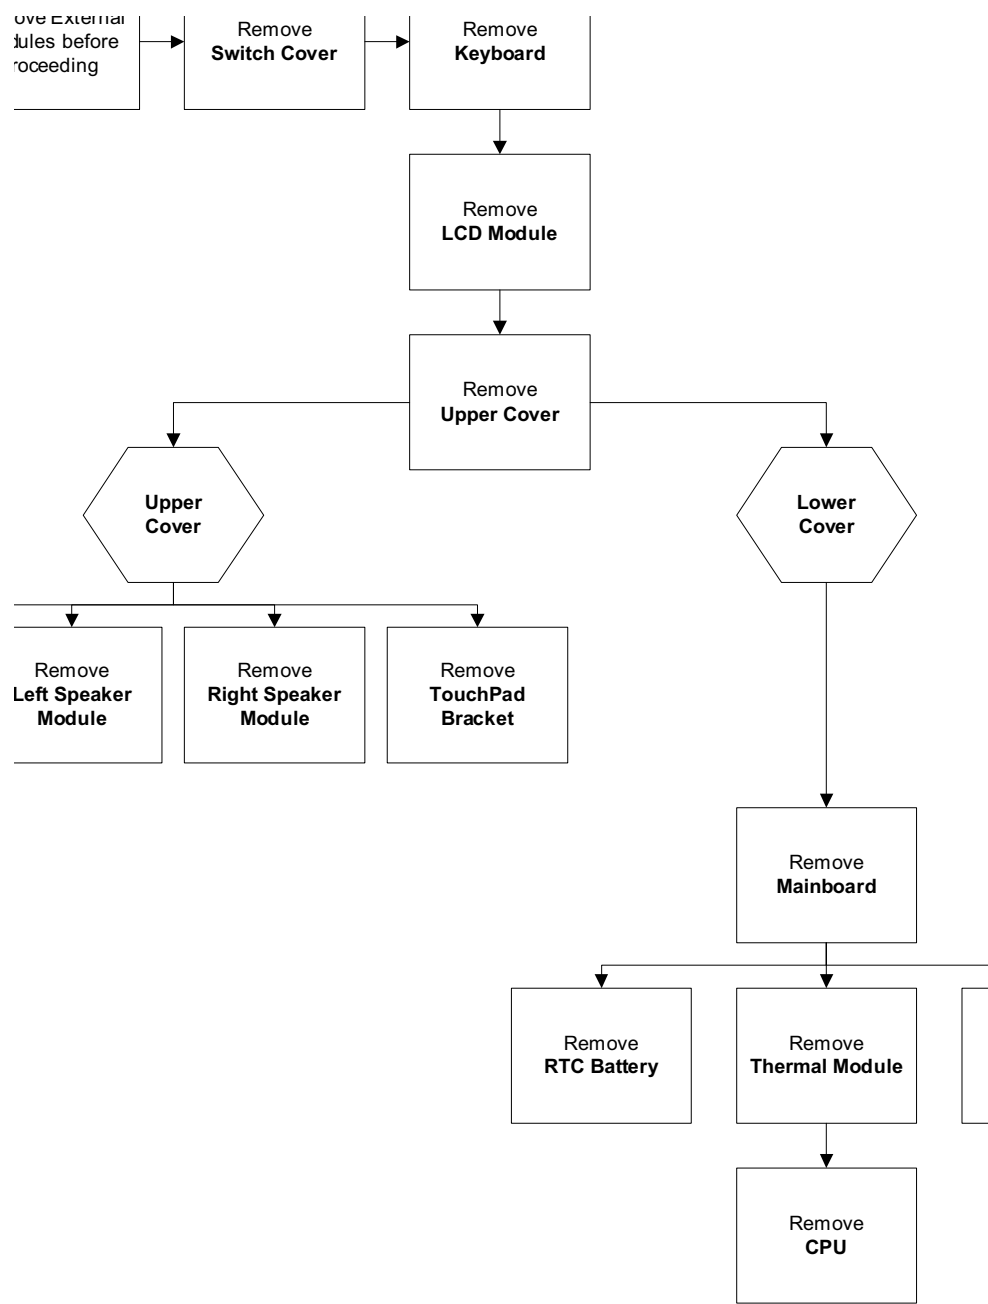 External
before
Remove
Switch Cover
Remove
Keyboard
Remove
LCD Module
Remove
Upper Cover
Upper
Cover
Lower
Cover
Remove
Left Speaker
Module
Remove
Right Speaker
Module
Remove
TouchPad
Bracket
Remove
Mainboard
Remove
RTC Battery
Remove
Thermal Module
Remove
CPU